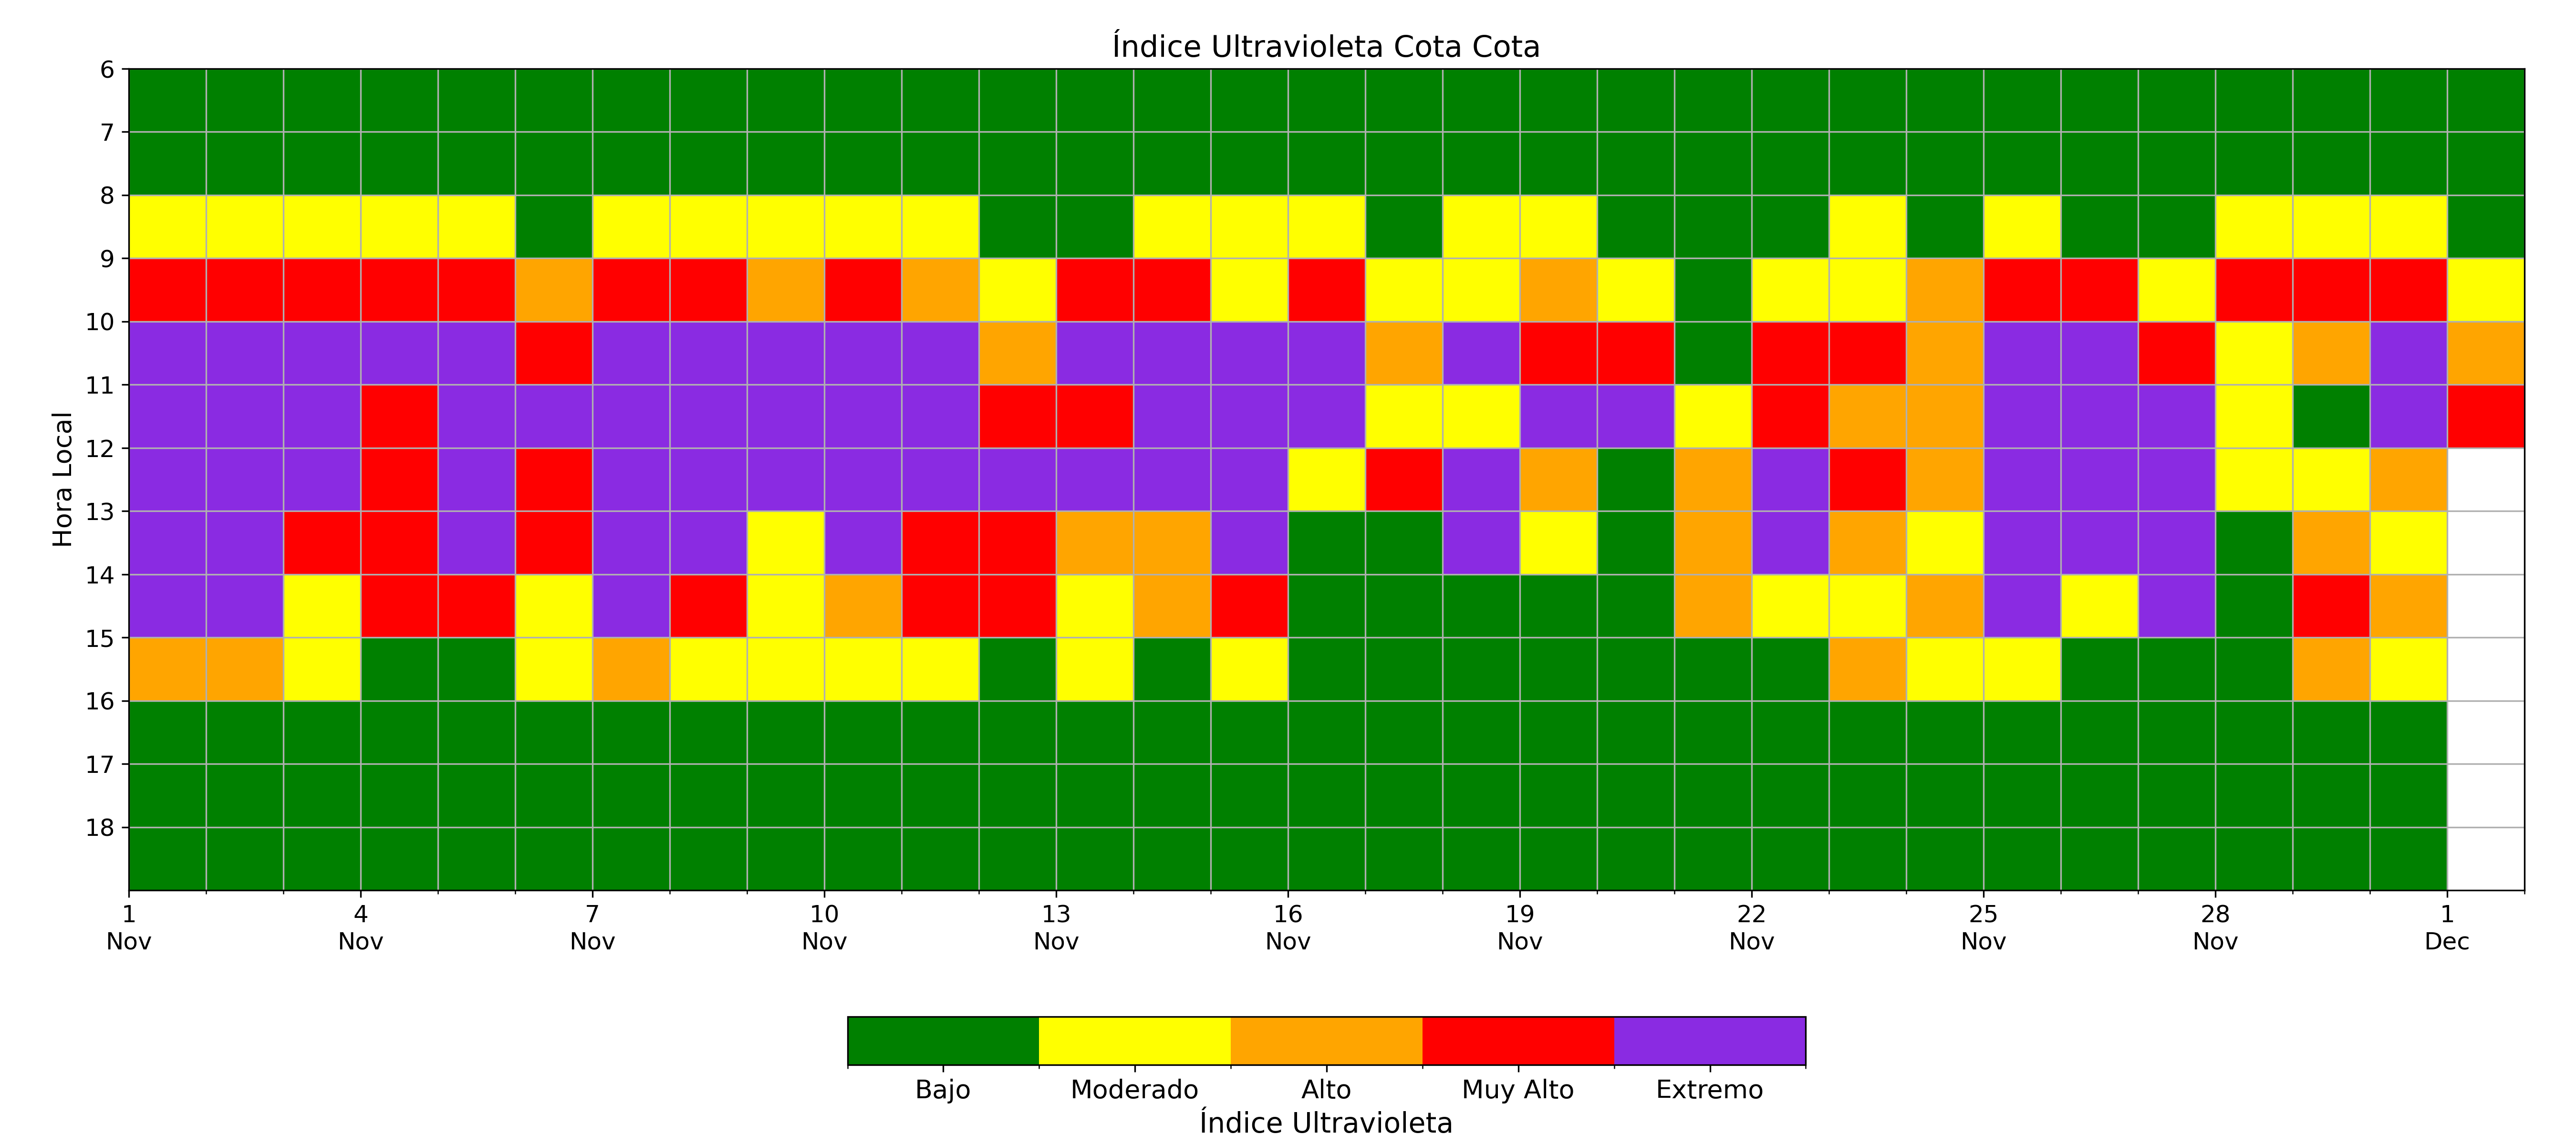 Índice Ultravioleta Cota Cota
Hora Local
6
7
8
9
10
11
12
13
14
15
16
17
18
1 4 7 10 13 16 19 22 25 28 1
Nov Nov Nov Nov Nov Nov Nov Nov Nov Nov Dec
Bajo Moderado Alto Muy Alto Extremo
Índice Ultravioleta